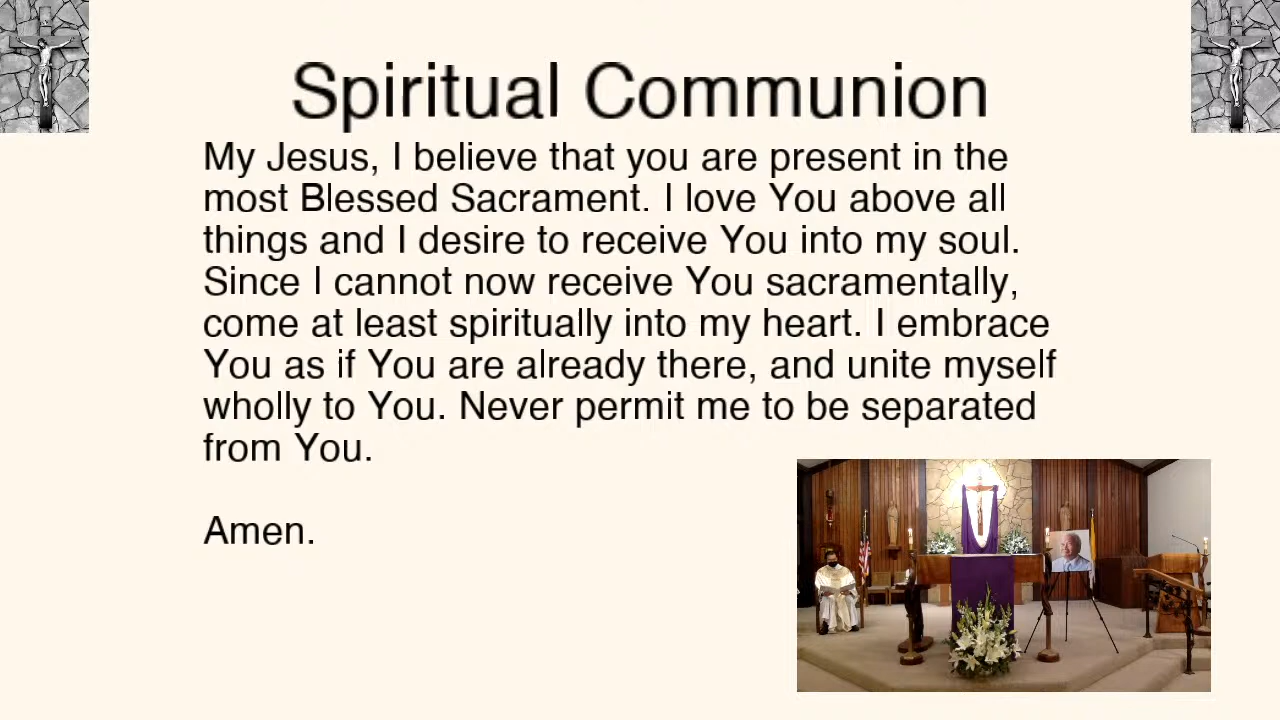 Spiritual Communion
My Jesus, I believe that you are present in the
most Blessed Sacrament. I love You above all
things and I desire to receive You into my soul.
Since I cannot now receive You sacramentally,
come at least spiritually into my heart. I embrace
You as if You are already there, and unite myself
wholly to You. Never permit me to be separated
from You.
Amen.